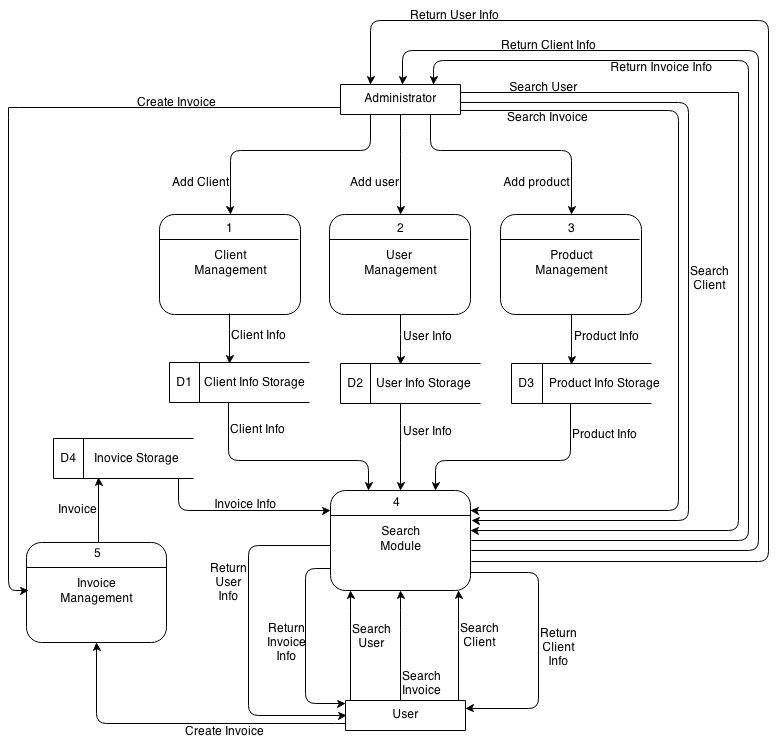 Return User Info
Return Client Info
Return Invoice Info
Search User
Administrator
Create Invoice
Search Invoice
Add Client
Add user
Add product
1
Client
Management
2
User
Management
3
Product
Management
Search
Client
Client Info
User Info
Product Info
D1
Client Info Storage
D2
User Info Storage
D3
Product Info Storage
Client Info
User Info
Product Info
D4
Inovice Storage
Invoice
Invoice Info
4
Search
Module
5
Invoice
Management
Return
User
Info
Return
Invoice
Info
Search
User
Search
Invoice
Search
Client
Return
Client
Info
User
Create Invoice